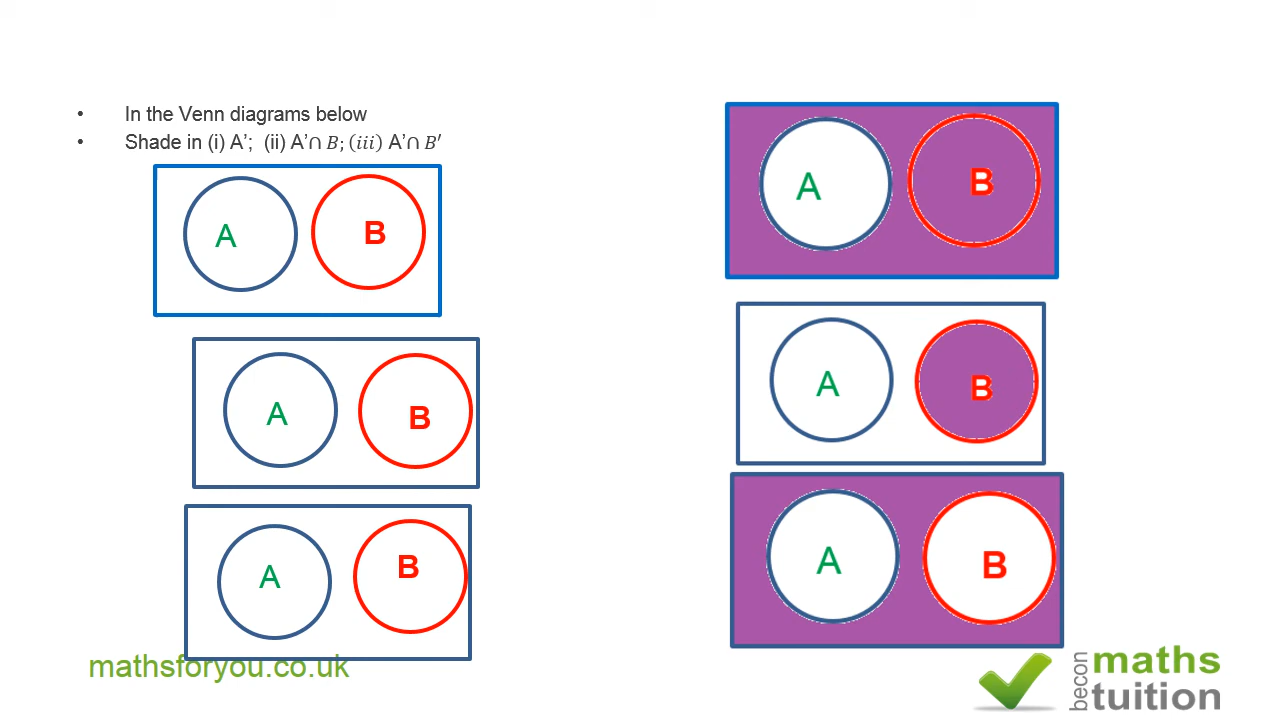 • In the Venn diagrams below
• Shade in (i) A’; (ii) A’∩ 𝐵; (𝑖𝑖𝑖) A’∩ 𝐵′
A B
A B
A B
mathsforyou.co.uk
A B
A B
A B
becon maths tuition